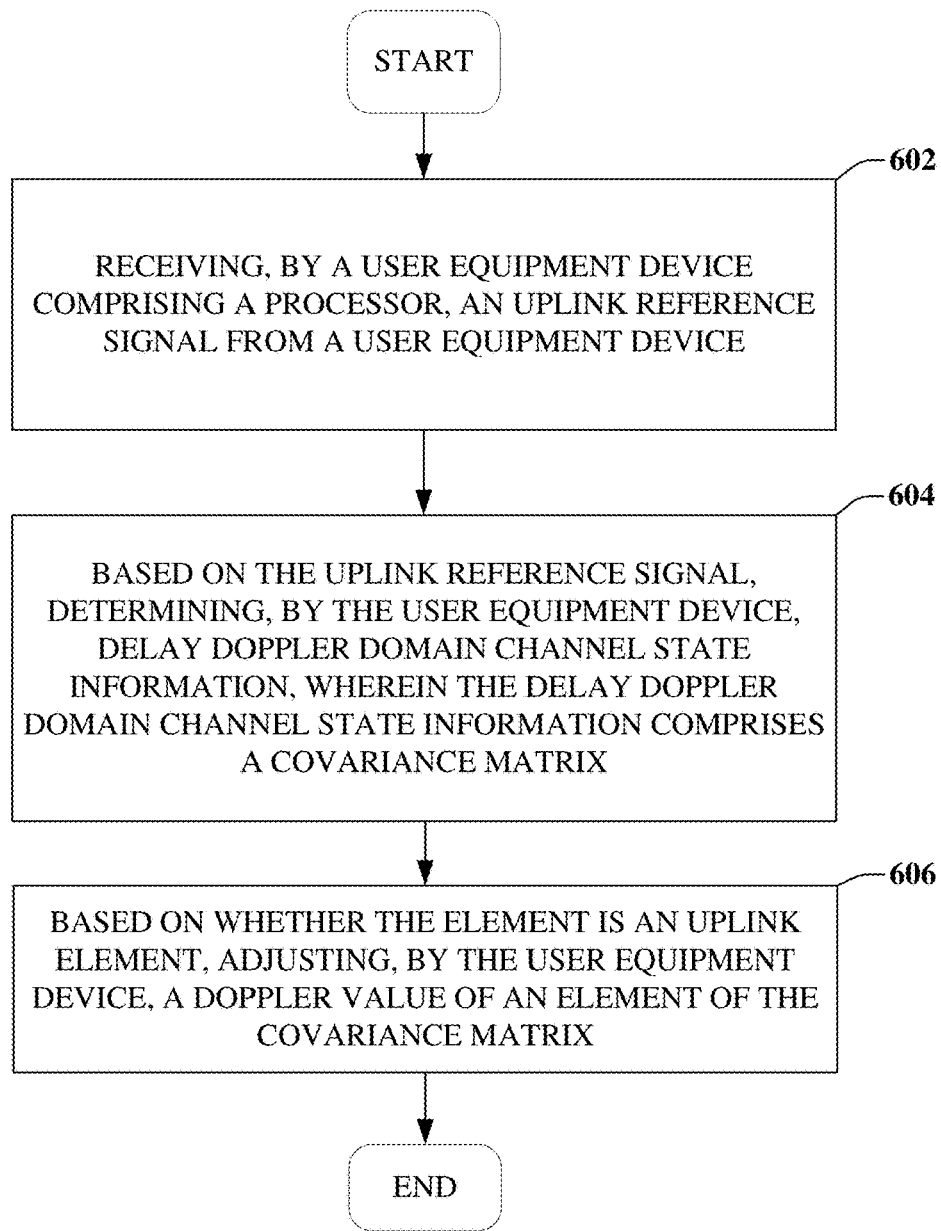 START
602
RECEIVING, BY A USER EQUIPMENT DEVICE
COMPRISING A PROCESSOR, AN UPLINK REFERENCE
SIGNAL FROM A USER EQUIPMENT DEVICE
604
BASED ON THE UPLINK REFERENCE SIGNAL,
DETERMINING, BY THE USER EQUIPMENT DEVICE,
DELAY DOPPLER DOMAIN CHANNEL STATE
INFORMATION, WHEREIN THE DELAY DOPPLER
DOMAIN CHANNEL STATE INFORMATION COMPRISES
A COVARIANCE MATRIX
606
BASED ON WHETHER THE ELEMENT IS AN UPLINK
ELEMENT, ADJUSTING, BY THE USER EQUIPMENT
DEVICE, A DOPPLER VALUE OF AN ELEMENT OF THE
COVARIANCE MATRIX
END